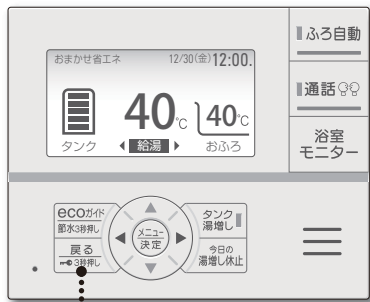 おまかせ省エネ 12/30(金)12:00.
40℃ 40℃
タンク 給湯 おふろ
ふろ自動
通話
浴室
モニター
ecoガイド
節水3秒押し
戻る
3秒押し
メニュー
決定
タンク
湯増し
今日の
湯増し休止